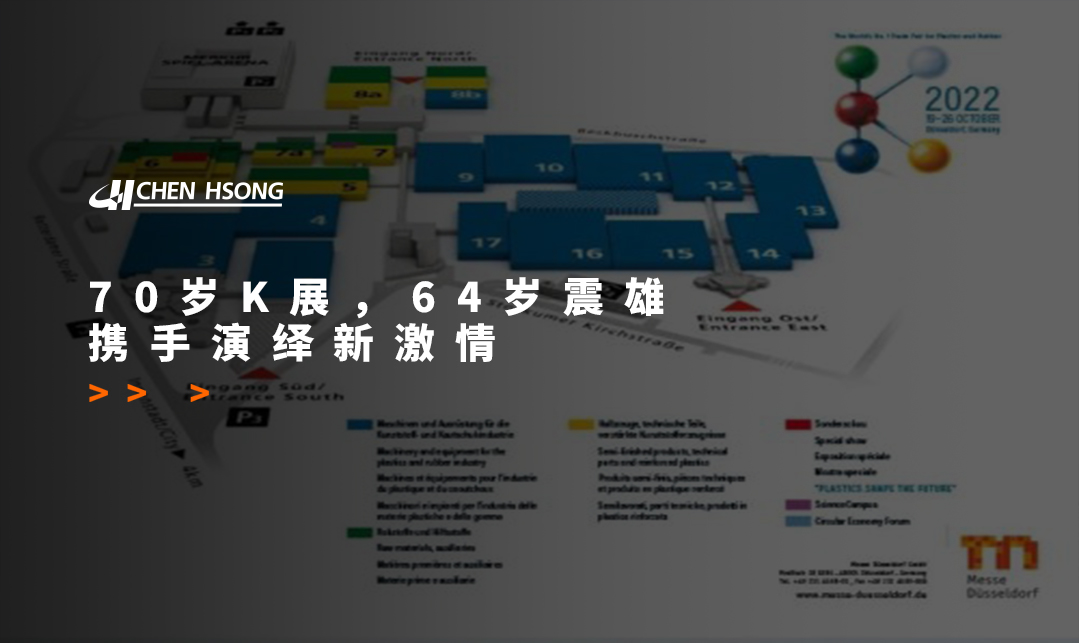 MERKUR
SPIEL-ARENA
Eingang Nord/
Entrance North
8a
8b
The World's No. 1 Trade Fair for Plastics and Rubber
2022
19–26 OCTOBER
Düsseldorf, Germany
Beckbuschstraße
6
7a
7
5
4
3
9
10
11
12
13
17
16
15
14
CHEN HSONG
70岁K展，64岁震雄
携手演绎新激情
>> >
Stockumer Kirchstraße
Eingang Ost/
Entrance East
Eingang Süd/
Entrance South
P3
4km
Maschinen und Ausrüstung für die
Kunststoff- und Kautschukindustrie
Machinery and equipment for the
plastics and rubber industry
Machines et équipements pour l'industrie
du plastique et du caoutchouc
Macchinari e impianti per l'industria delle
materie plastiche e della gomma
Rohstoffe und Hilfsstoffe
Raw materials, auxiliaries
Matières premières et auxiliaires
Materie prime e ausiliarie
Halbzeuge, technische Teile,
verstärkte Kunststofferzeugnisse
Semi-finished products, technical
parts and reinforced plastics
Produits semi-finis, pièces techniques
et produits en plastique renforcé
Semilavorati, parti tecniche, prodotti in
plastica rinforzata
Sonderschau
Special show
Exposition spéciale
Mostra speciale
"PLASTICS SHAPE THE FUTURE"
Science Campus
Circular Economy Forum
Messe Düsseldorf GmbH
www.messe-duesseldorf.de
Messe
Düsseldorf